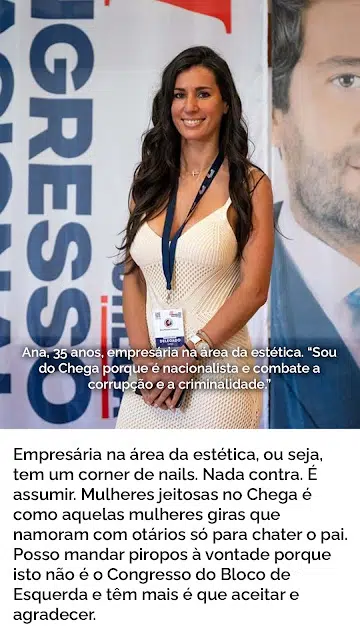 NGRESSO
CIONAL
DELEGADO
Ana, 35 anos, empresária na área da estética. “Sou
do Chega porque é nacionalista e combate a
corrupção e a criminalidade.”
Empresária na área da estética, ou seja,
tem um corner de nails. Nada contra. É
assumir. Mulheres jeitosas no Chega é
como aquelas mulheres giras que
namoram com otários só para chater o pai.
Posso mandar piropos à vontade porque
isto não é o Congresso do Bloco de
Esquerda e têm mais é que aceitar e
agradecer.